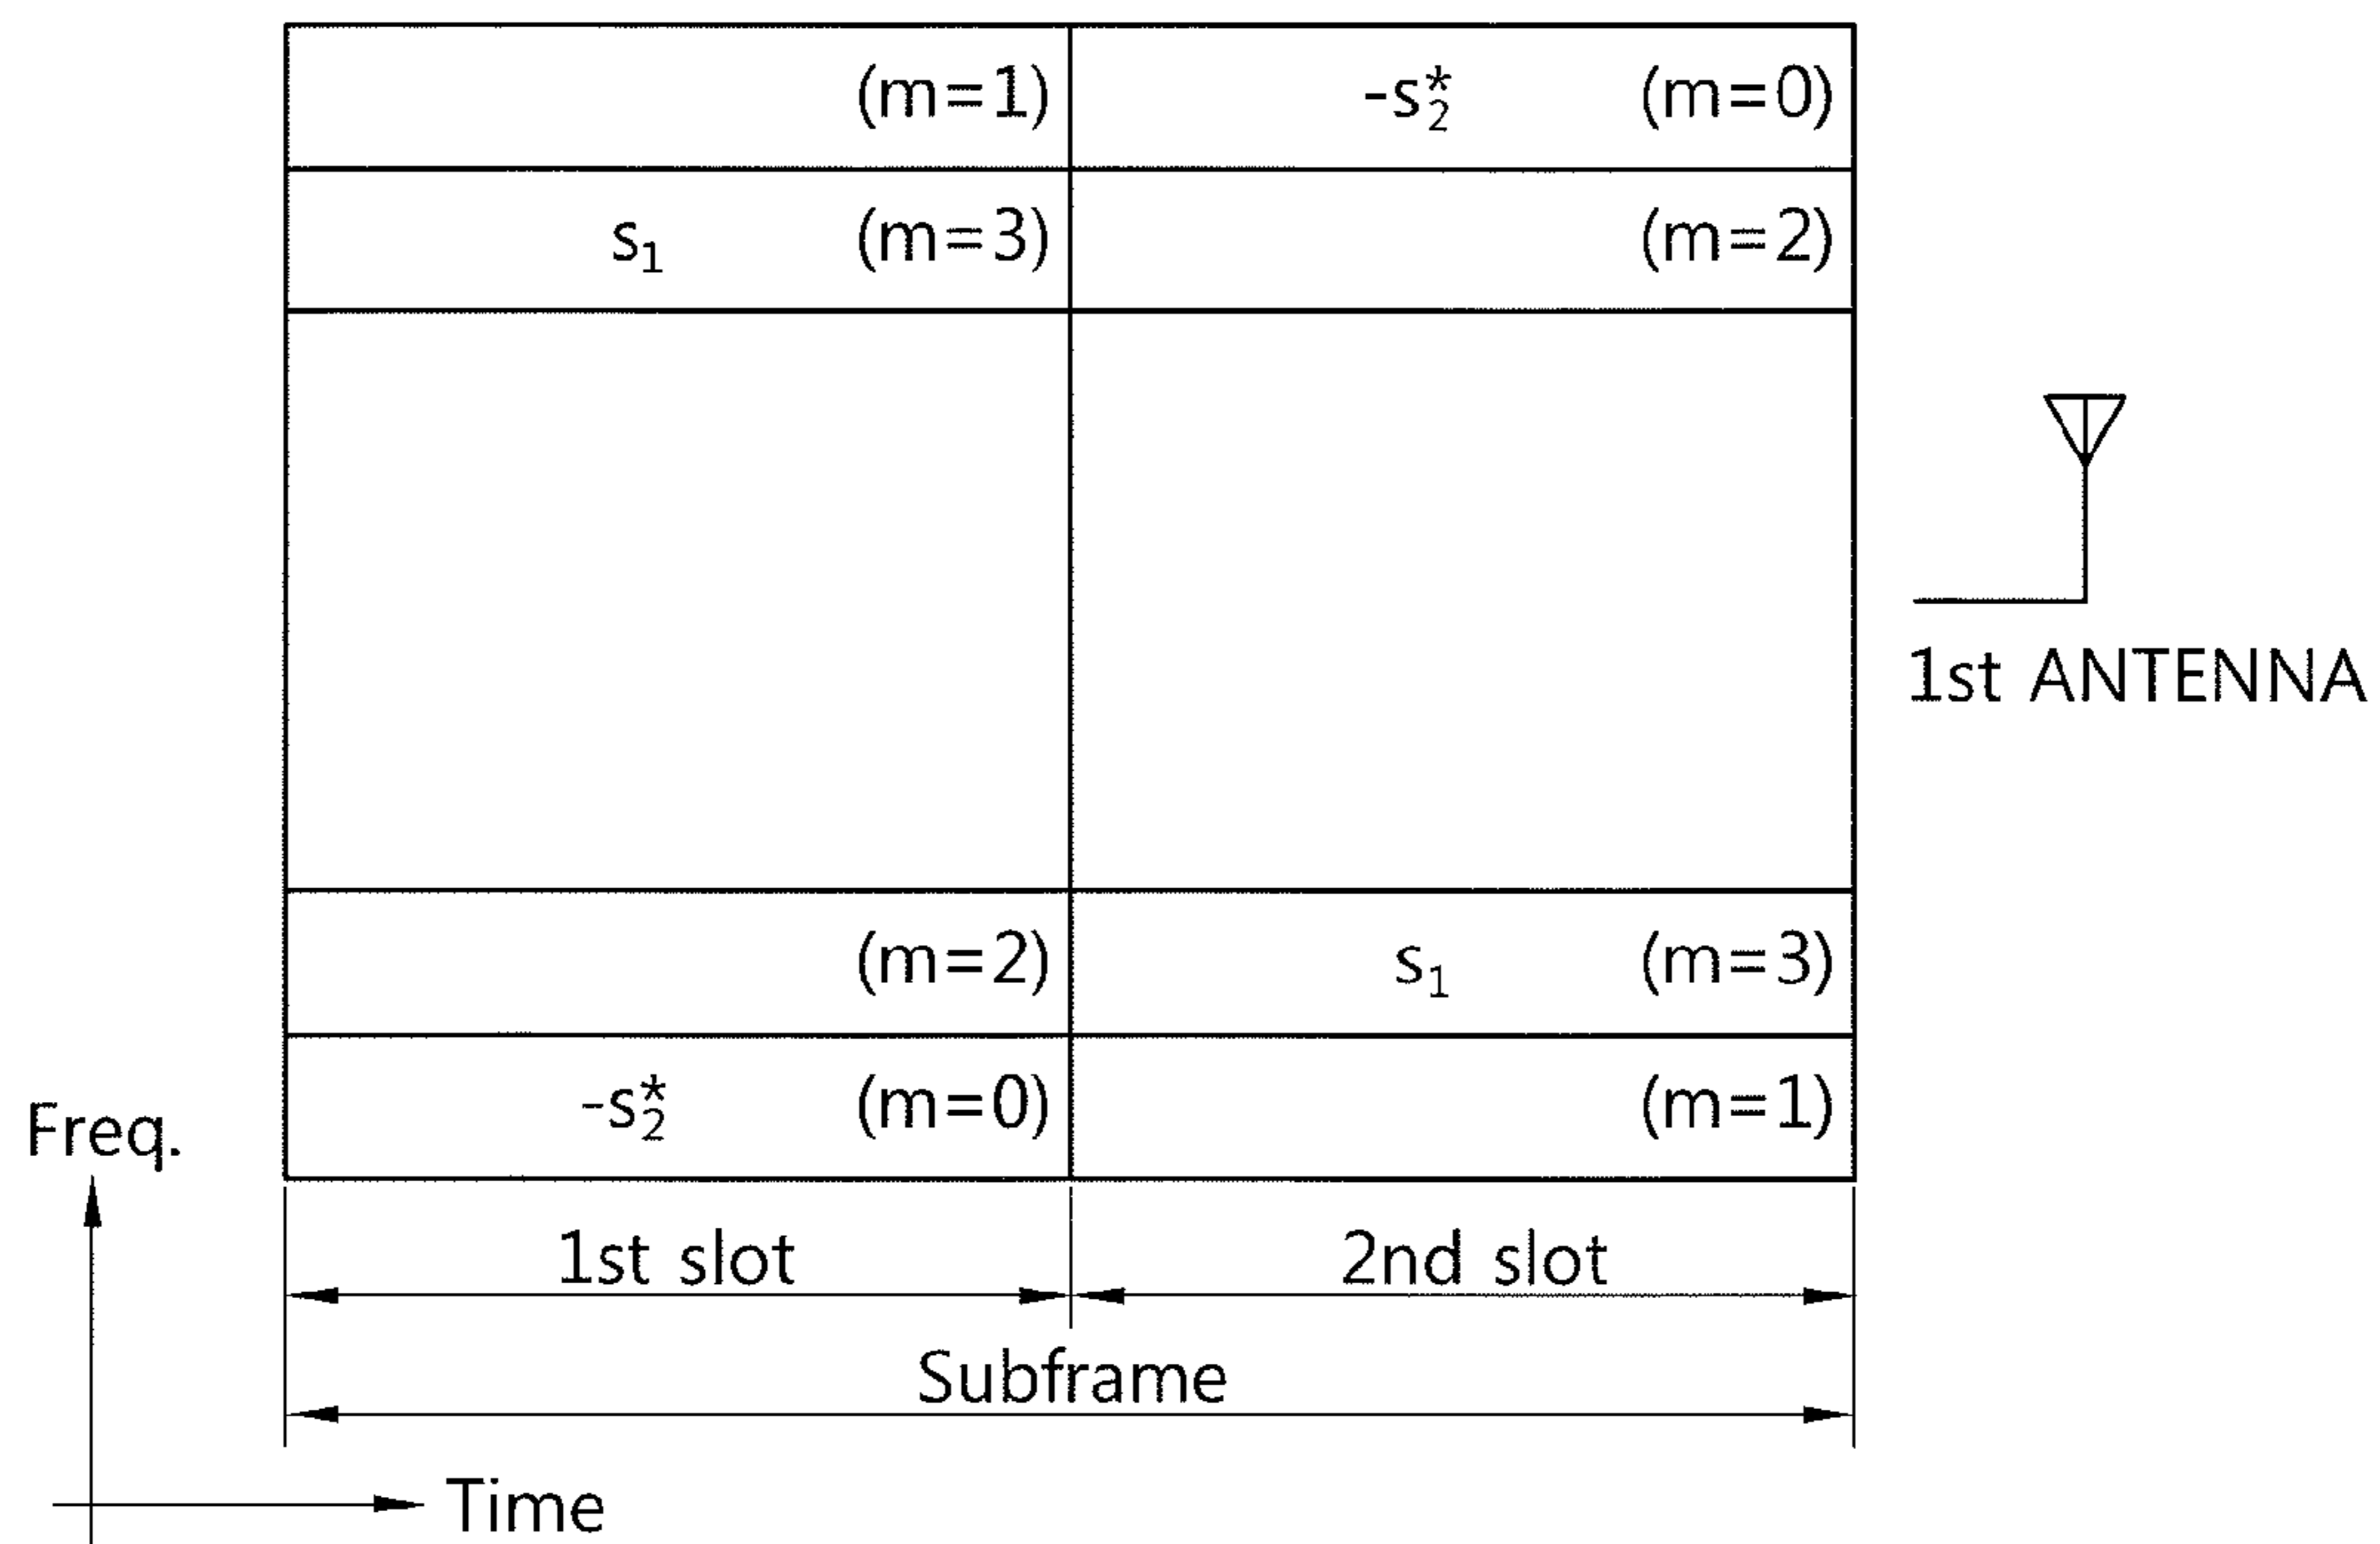 (m=1) -s₂* (m=0)
s₁ (m=3) (m=2)
1st ANTENNA
(m=2) s₁ (m=3)
-s₂* (m=0) (m=1)
Freq.
1st slot 2nd slot
Subframe
Time